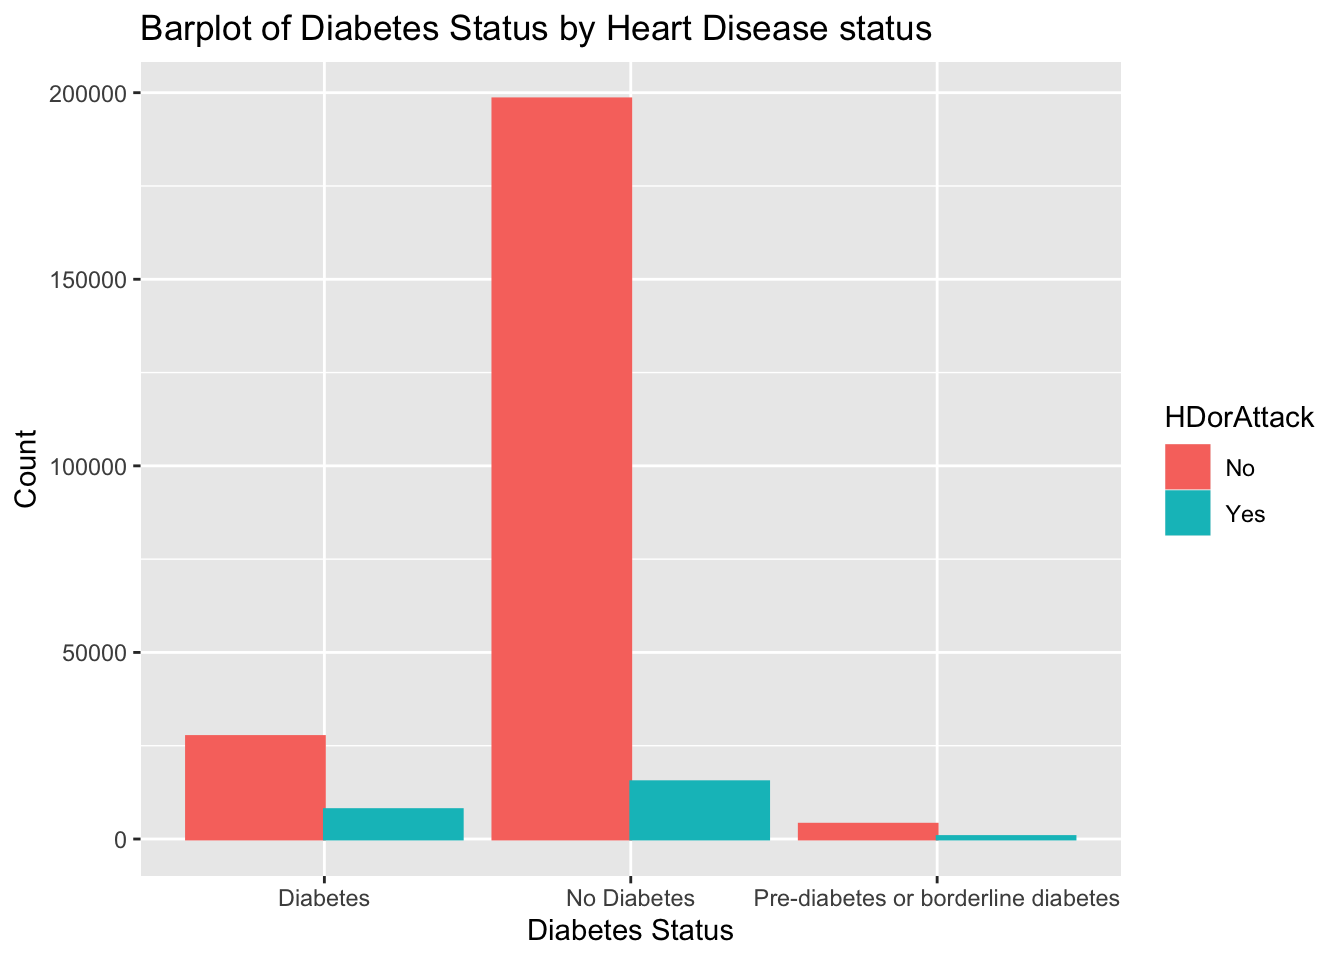 Barplot of Diabetes Status by Heart Disease status
200000
150000
100000
50000
0
Count
Diabetes
No Diabetes
Pre-diabetes or borderline diabetes
Diabetes Status
HDorAttack
No
Yes